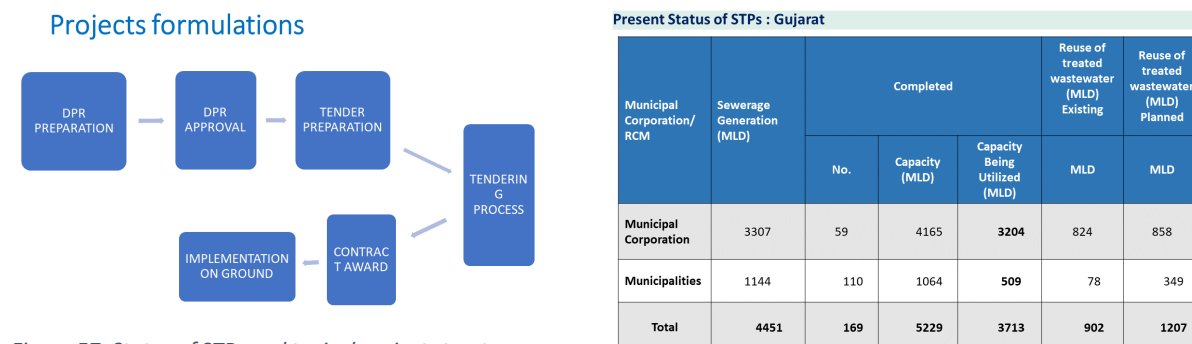 Projects formulations
DPR
PREPARATION
DPR
APPROVAL
TENDER
PREPARATION
TENDERIN
G
PROCESS
CONTRAC
T AWARD
IMPLEMENTATION
ON GROUND
Present Status of STPs : Gujarat
Municipal
Corporation/
RCM
Sewerage
Generation
(MLD)
Completed
Reuse of
treated
wastewater
(MLD)
Existing
Reuse of
treated
wastewater
(MLD)
Planned
No.
Capacity
(MLD)
Capacity
Being
Utilized
(MLD)
MLD
MLD
Municipal
Corporation
3307 59 4165 3204 824 858
Municipalities 1144 110 1064 509 78 349
Total 4451 169 5229 3713 902 1207